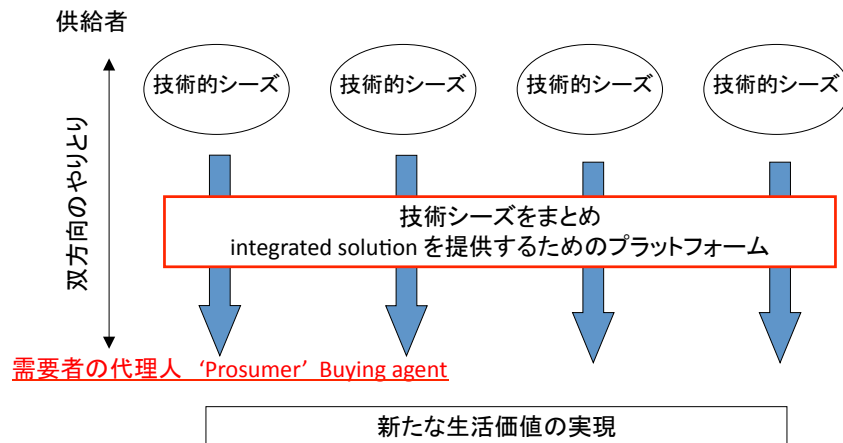 供給者
技術的シーズ
技術的シーズ
技術的シーズ
技術的シーズ
双方向のやりとり
技術シーズをまとめ
integrated solution を提供するためのプラットフォーム
需要者の代理人 ‘Prosumer’ Buying agent
新たな生活価値の実現